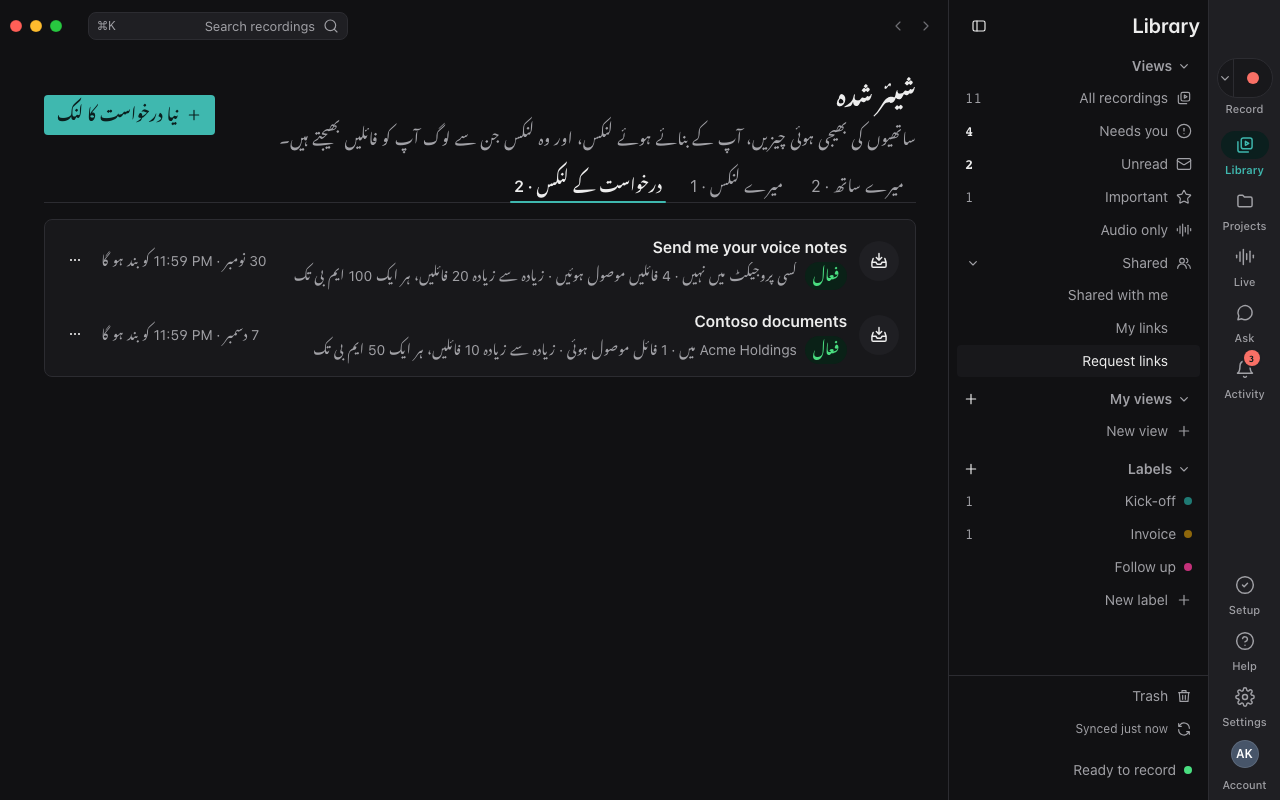 ⌘K
Search recordings
شیئر شدہ
ساتھیوں کی بھیجی ہوئی چیزیں، آپ کے بنائے ہوئے لنکس، اور وہ لنکس جن سے لوگ آپ کو فائلیں بھیجتے ہیں۔
+ نیا درخواست کا لنک
میرے ساتھ · 2
میرے لنکس · 1
درخواست کے لنکس · 2
Send me your voice notes
فعال
کسی پروجیکٹ میں نہیں · 4 فائلیں موصول ہوئیں · زیادہ سے زیادہ 20 فائلیں، ہر ایک 100 ایم بی تک
30 نومبر · 11:59 PM کو بند ہو گا
Contoso documents
فعال
Acme Holdings میں · 1 فائل موصول ہوئی · زیادہ سے زیادہ 10 فائلیں، ہر ایک 50 ایم بی تک
7 دسمبر · 11:59 PM کو بند ہو گا
Library
Views
All recordings 11
Needs you 4
Unread 2
Important 1
Audio only
Shared
Shared with me
My links
Request links
My views
New view
Labels
Kick-off 1
Invoice 1
Follow up
New label
Trash
Synced just now
Ready to record
Record
Library
Projects
Live
Ask
3
Activity
Setup
Help
Settings
AK
Account